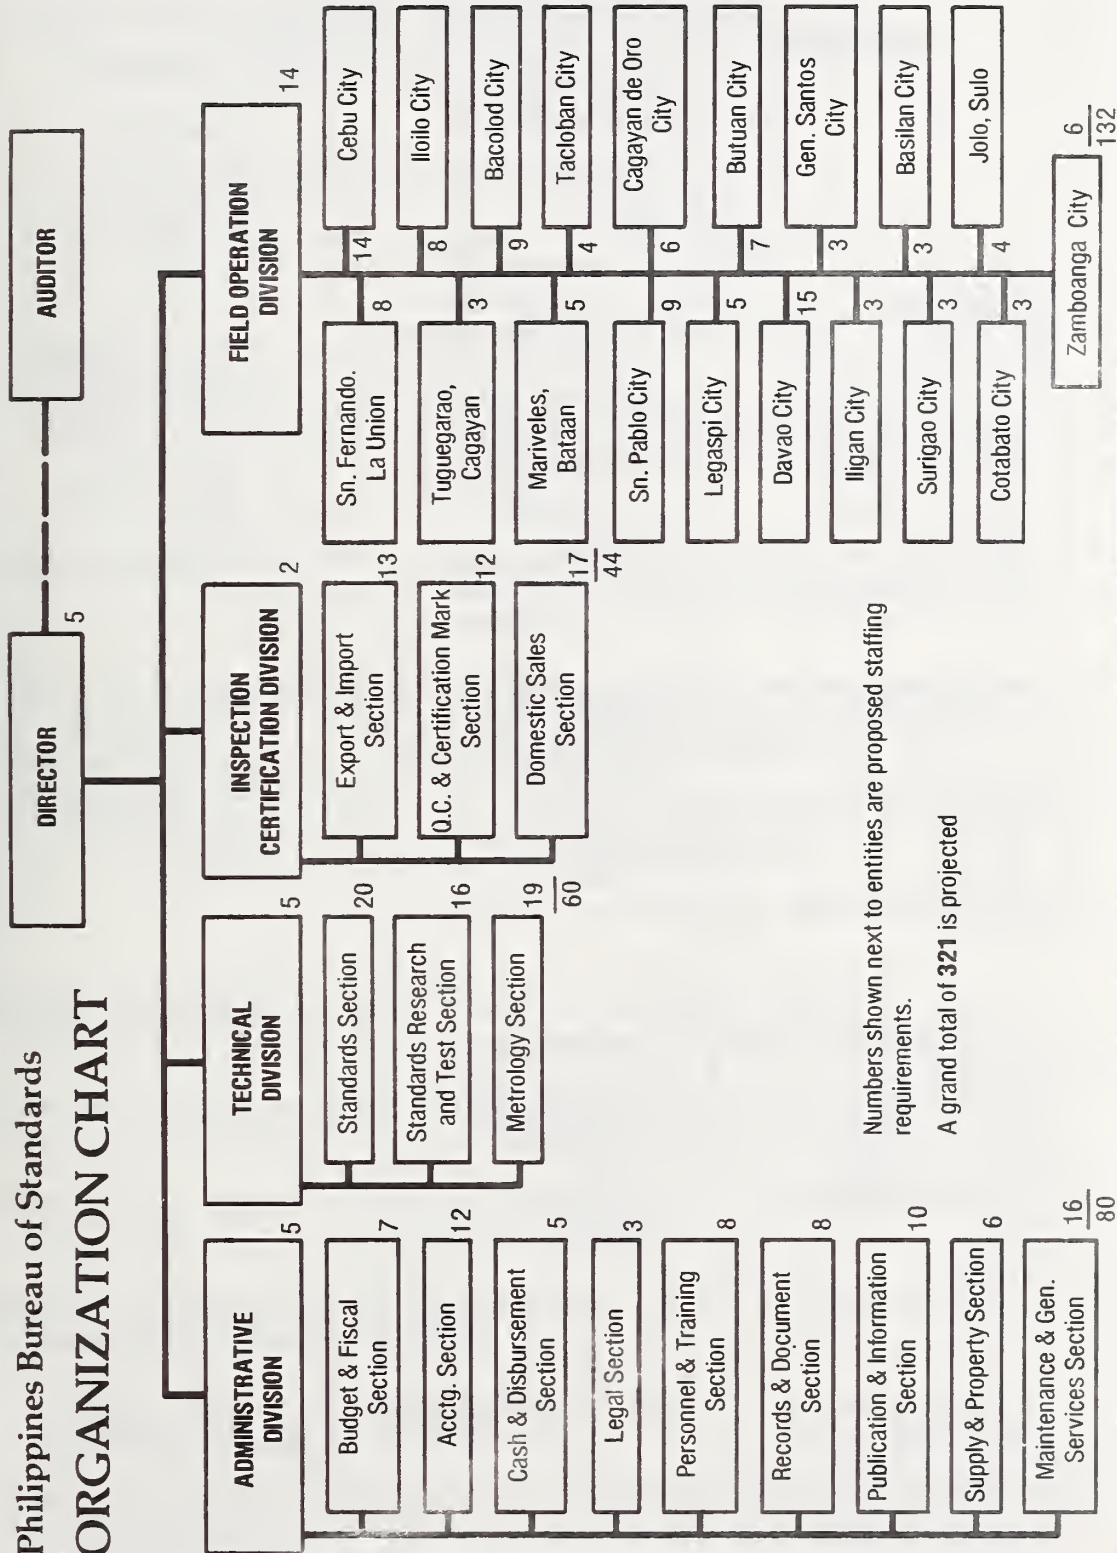 Philippines Bureau of Standards
ORGANIZATION CHART
DIRECTOR
5
AUDITOR
ADMINISTRATIVE
DIVISION
5
Budget & Fiscal
Section
7
Acctg. Section
12
Cash & Disbursement
Section
5
Legal Section
3
Personnel & Training
Section
8
Records & Document
Section
8
Publication & Information
Section
10
Supply & Property Section
6
Maintenance & Gen.
Services Section
16
80
TECHNICAL
DIVISION
5
Standards Section
20
Standards Research
and Test Section
16
Metrology Section
19
60
INSPECTION
CERTIFICATION DIVISION
2
Export & Import
Section
13
Q.C. & Certification Mark
Section
12
Domestic Sales
Section
17
44
FIELD OPERATION
DIVISION
14
Sn. Fernando.
La Union
8
Tuguegarao,
Cagayan
3
Mariveles,
Bataan
5
Sn. Pablo City
9
Legaspi City
5
Davao City
15
Iligan City
3
Surigao City
3
Cotabato City
3
14
Cebu City
8
Iloilo City
9
Bacolod City
4
Tacloban City
6
Cagayan de Oro
City
7
Butuan City
3
Gen. Santos
City
3
Basilan City
4
Jolo, Sulo
Zamboanga City
6
132
Numbers shown next to entities are proposed staffing
requirements.
A grand total of 321 is projected